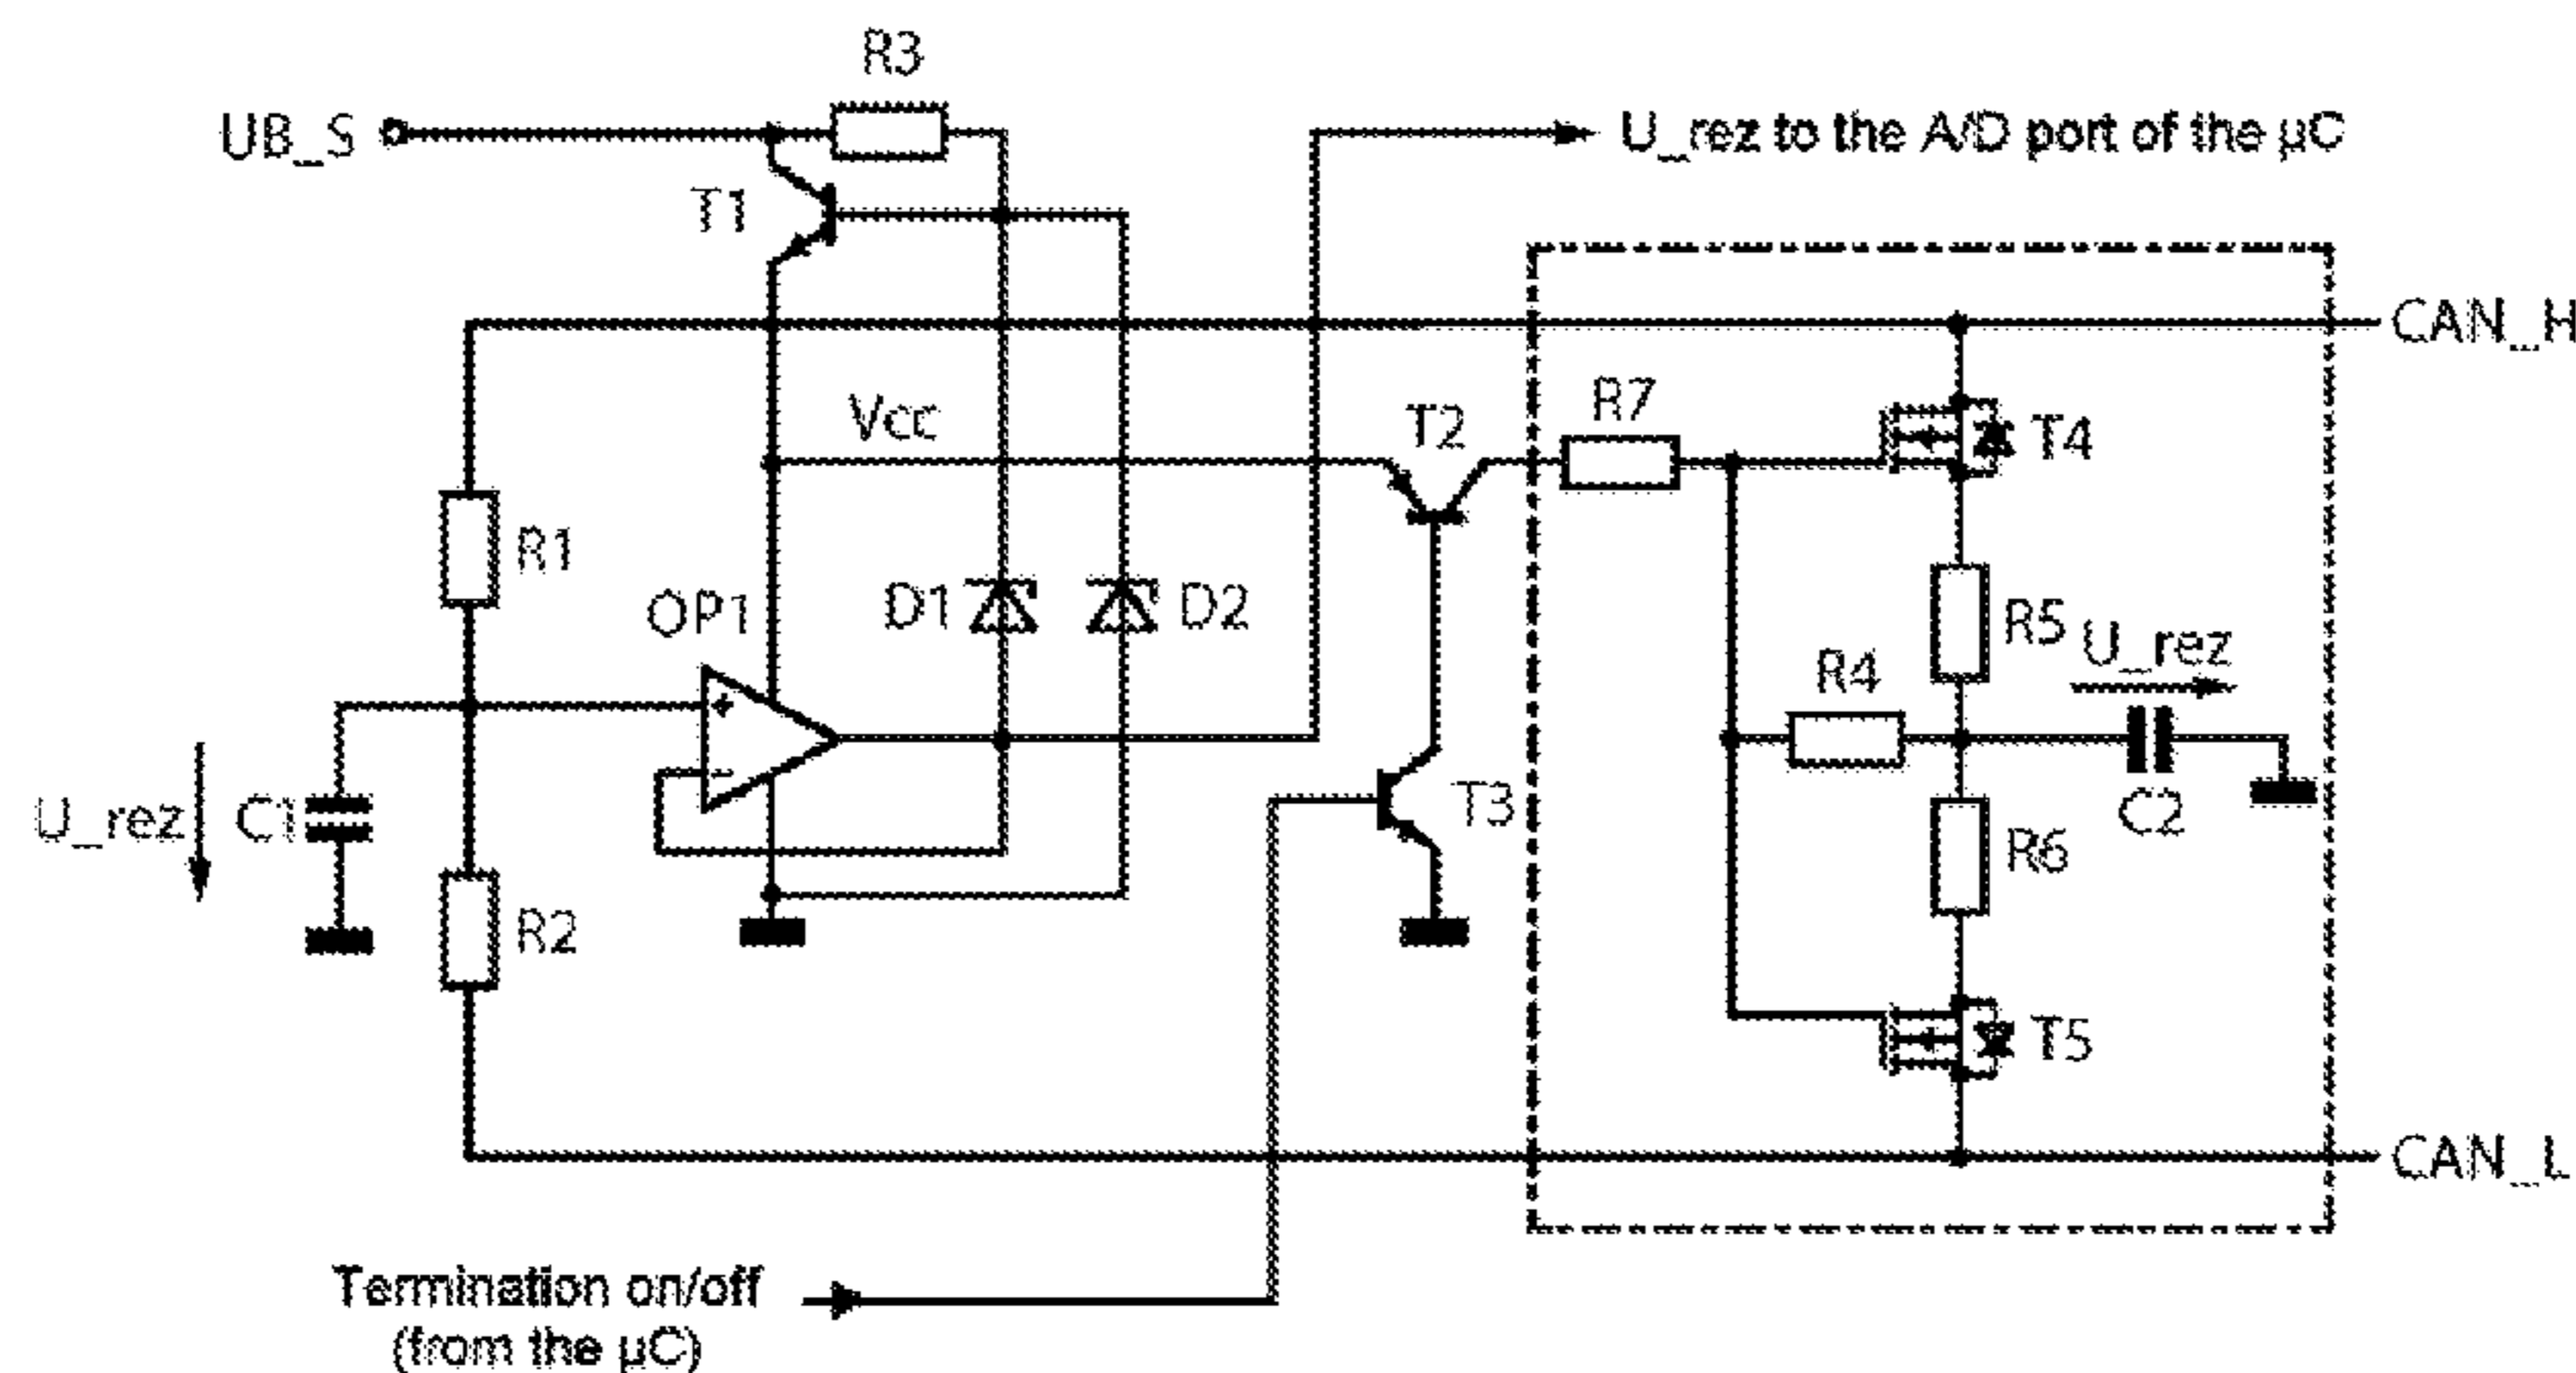 R3
UB_S
U_rez to the A/D port of the µC
T1
CAN_H
Vcc
T2
R7
T4
R1
OP1
D1
D2
R5
U_rez
R4
+
-
U_rez
C1
T3
C2
R6
R2
T5
CAN_L
Termination on/off
(from the µC)